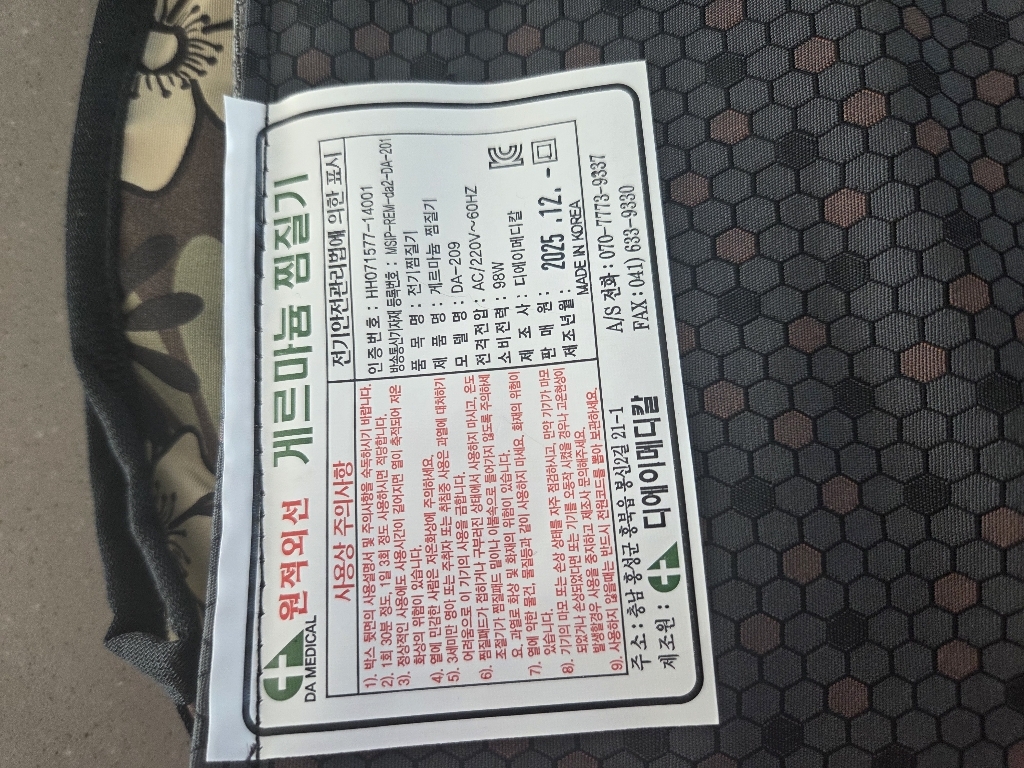 DA MEDICAL
원적외선 게르마늄 찜질기
사용상 주의사항
1). 박스 뒷면의 사용설명서 및 주의사항을 숙독하시기 바랍니다.
2). 1회 30분 정도, 1일 3회 정도 사용하시면 적당합니다.
3). 정상적인 사용에도 사용시간이 길어지면 열이 축적되어 저온
화상의 위험이 있습니다.
4). 열에 민감한 사람은 저온화상에 주의하세요.
5). 3세미만 영아 또는 주취자 또는 취침용 사용은 과열에 대처하기
어려움으로 이 기기의 사용을 금합니다.
6). 찜질패드가 접히거나 구부러진 상태에서 사용하지 마시고, 온도
조절기가 찜질패드 밑이나 이불속으로 들어가지 않도록 주의하세
요. 과열로 화상 및 화재의 위험이 있습니다.
7). 열에 약한 물건, 물질등과 같이 사용하지 마세요. 화재의 위험이
있습니다.
8). 기기의 마모 또는 손상 상태를 자주 점검하시고, 만약 기기가 마모
되었거나 손상되었다면 또는 기기를 오동작 시켰을 경우나 고온현상이
발생할경우 사용을 중지하고 제조사 문의해주세요.
9). 사용하지 않을때는 반드시 전원코드를 뽑아 보관하세요.
전기안전관리법에 의한 표시
인증번호 : HH071577-14001
방송통신기자재 등록번호 : MSIP-REM-da2-DA-201
품 목 명 : 전기찜질기
제 품 명 : 게르마늄 찜질기
모 델 명 : DA-209
전격전압 : AC/220V~60HZ
소비전력 : 98W
제 조 사 : 디에이메디칼
판 매 원 :
제조년월 : 2025 .12. -
MADE IN KOREA
주소 : 충남 홍성군 홍북읍 봉신2길 21-1
A/S 전화 : 070-7773-9337
제조원 : 디에이메디칼
FAX : (041) 633-9330